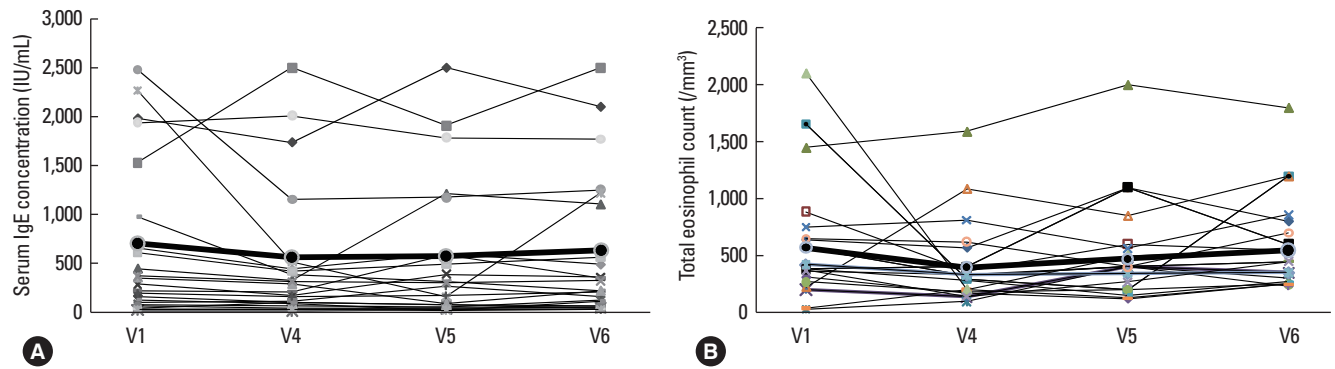 3,000
2,500
2,000
1,500
1,000
500
0
Serum IgE concentration (IU/mL)
V1 V4 V5 V6
A
2,500
2,000
1,500
1,000
500
0
Total eosinophil count (/mm³)
V1 V4 V5 V6
B